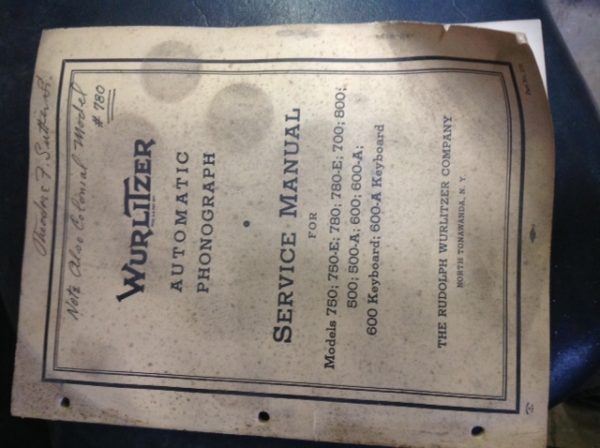 Theodore F.
Note Also Colonial Model
# 780
WURLITZER
AUTOMATIC
PHONOGRAPH
SERVICE MANUAL
FOR
Models 750; 750-E; 780; 780-E; 700; 800;
500; 500-A; 600; 600-A;
600 Keyboard; 600-A Keyboard
THE RUDOLPH WURLITZER COMPANY
NORTH TONAWANDA, N. Y.